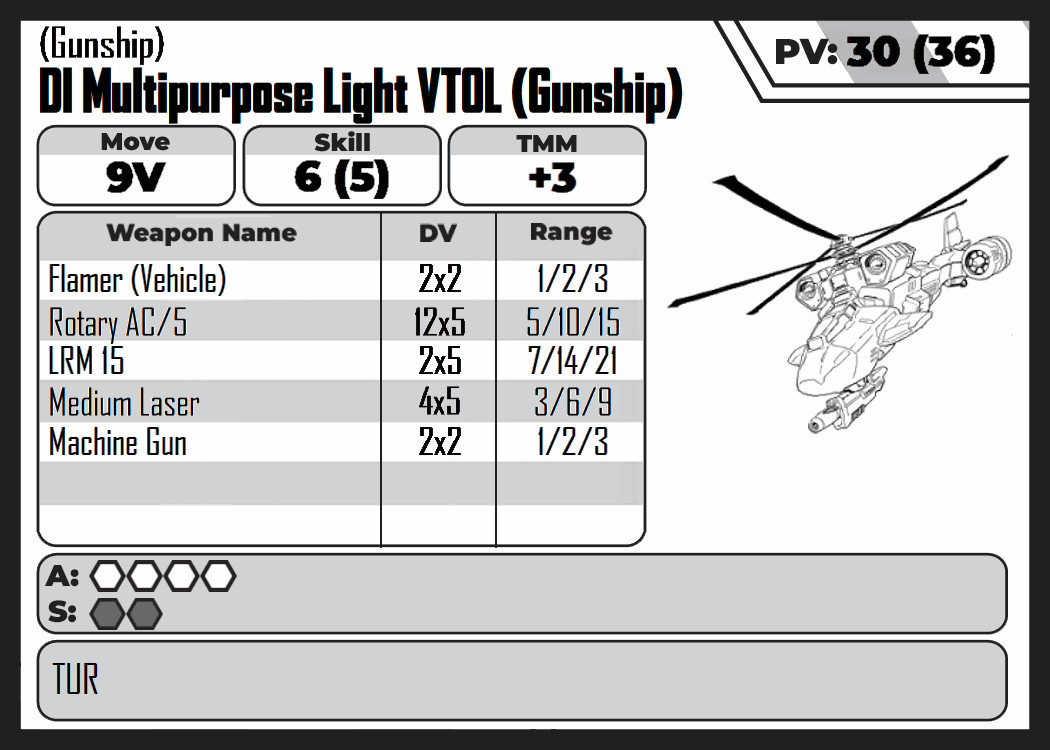 (Gunship)
DI Multipurpose Light VTOL (Gunship)
PV: 30 (36)
Move
9V
Skill
6 (5)
TMM
+3
Weapon Name DV Range
Flamer (Vehicle) 2x2 1/2/3
Rotary AC/5 12x5 5/10/15
LRM 15 2x5 7/14/21
Medium Laser 4x5 3/6/9
Machine Gun 2x2 1/2/3
A:
S:
TUR